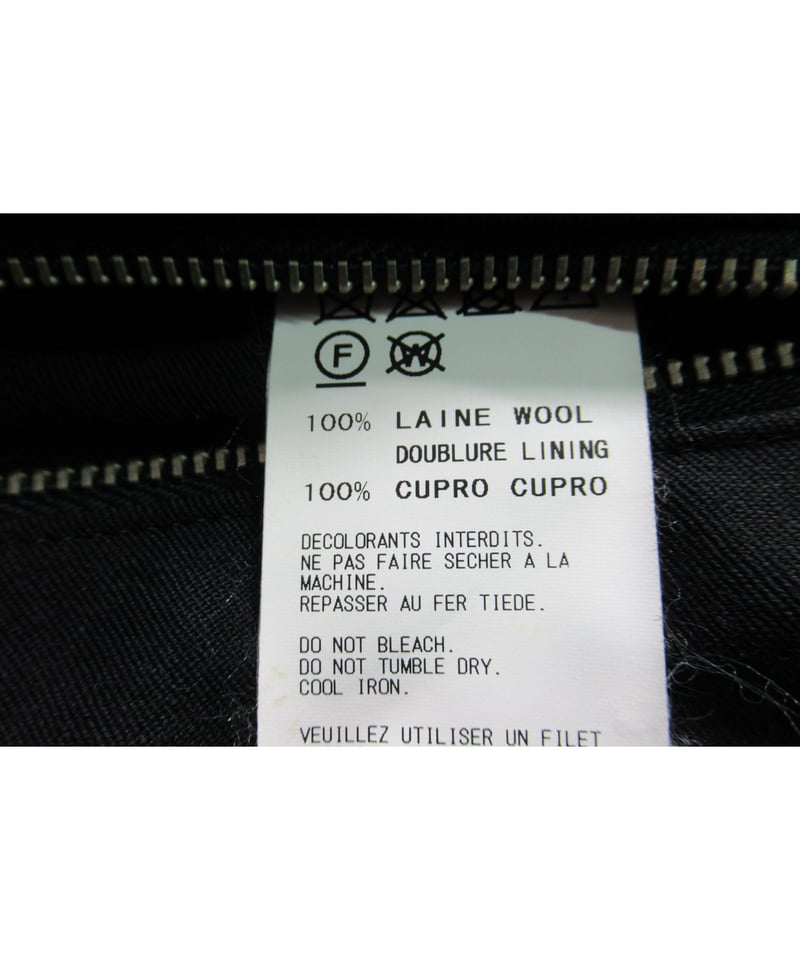 F W
100% LAINE WOOL
DOUBLURE LINING
100% CUPRO CUPRO
DECOLORANTS INTERDITS.
NE PAS FAIRE SECHER A LA
MACHINE.
REPASSER AU FER TIEDE.
DO NOT BLEACH.
DO NOT TUMBLE DRY.
COOL IRON.
VEUILLEZ UTILISER UN FILET